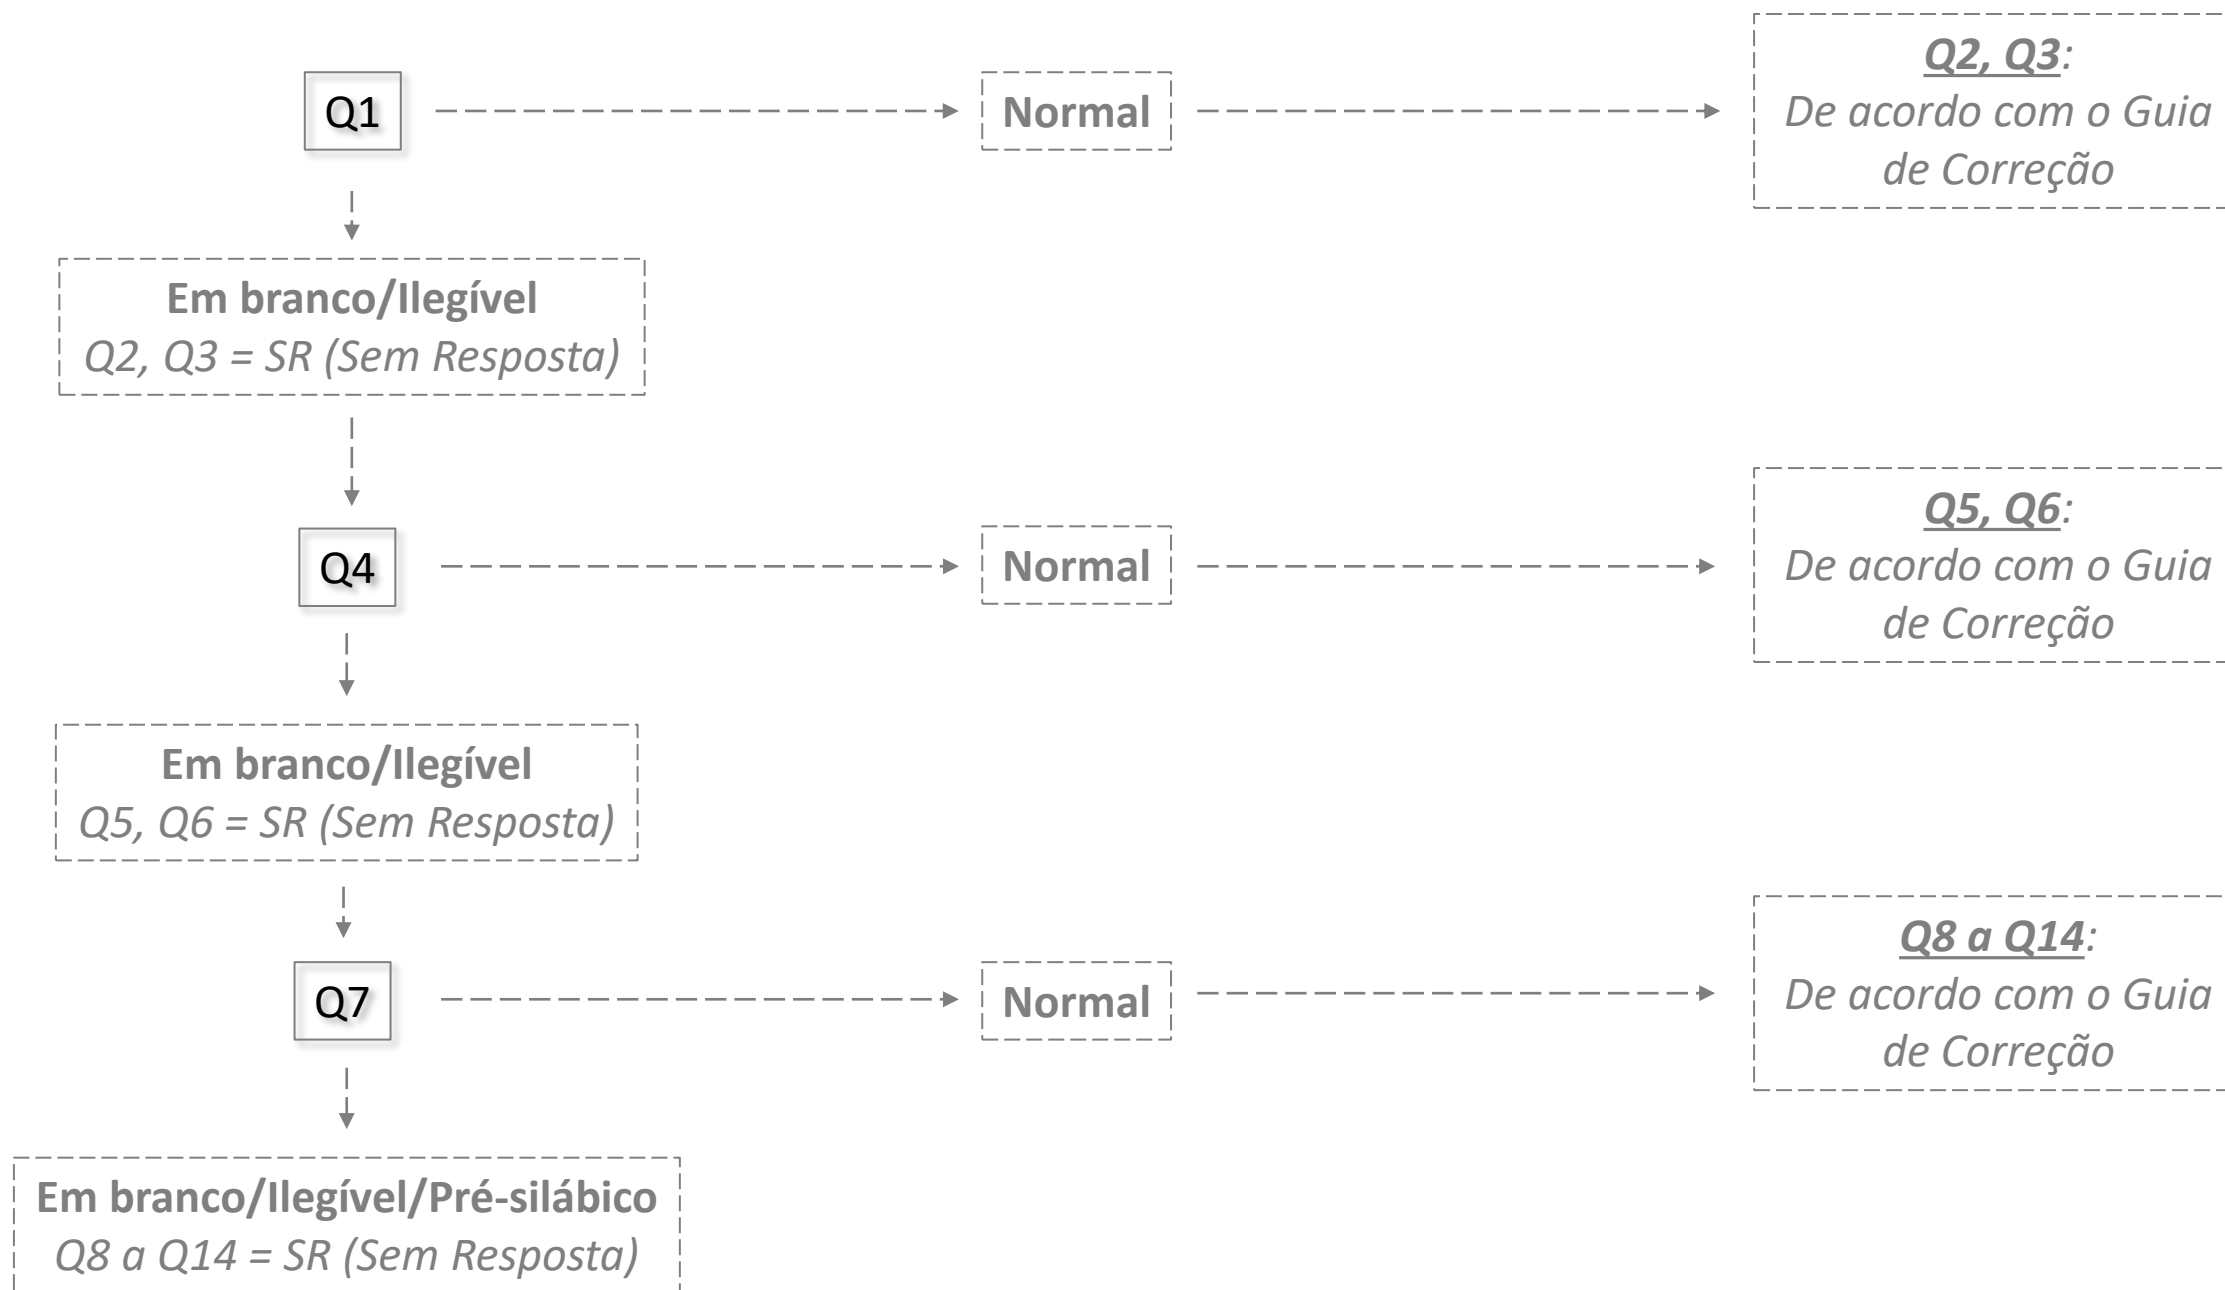 Q1
Normal
Q2, Q3:
De acordo com o Guia
de Correção
Em branco/Ilegível
Q2, Q3 = SR (Sem Resposta)
Q4
Normal
Q5, Q6:
De acordo com o Guia
de Correção
Em branco/Ilegível
Q5, Q6 = SR (Sem Resposta)
Q7
Normal
Q8 a Q14:
De acordo com o Guia
de Correção
Em branco/Ilegível/Pré-silábico
Q8 a Q14 = SR (Sem Resposta)